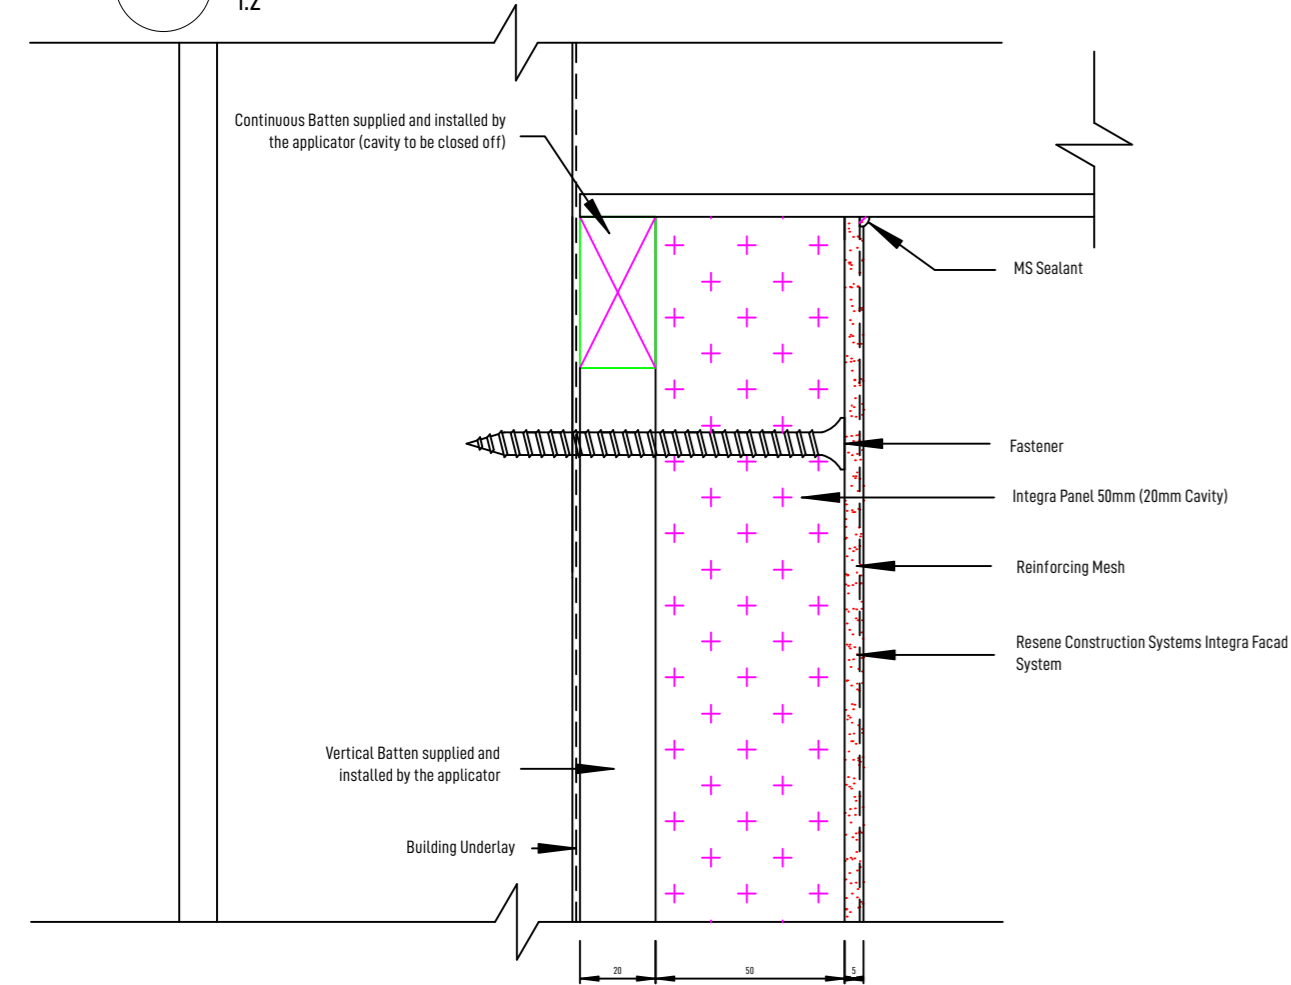 1.2
Continuous Batten supplied and installed by
the applicator (cavity to be closed off)
MS Sealant
Fastener
Integra Panel 50mm (20mm Cavity)
Reinforcing Mesh
Resene Construction Systems Integra Facad
System
Vertical Batten supplied and
installed by the applicator
Building Underlay
20
50
5